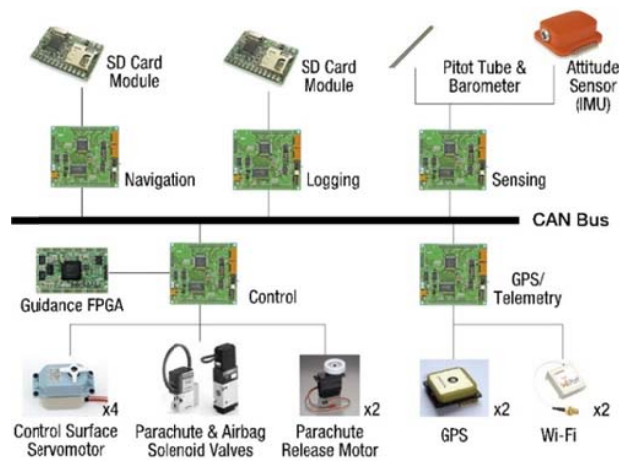 SD Card
Module
SD Card
Module
Pitot Tube &
Barometer
Attitude
Sensor
(IMU)
Navigation
Logging
Sensing
CAN Bus
Guidance FPGA
Control
GPS/
Telemetry
x4
x2
x2
x2
Control Surface
Servomotor
Parachute & Airbag
Solenoid Valves
Parachute
Release Motor
GPS
Wi-Fi